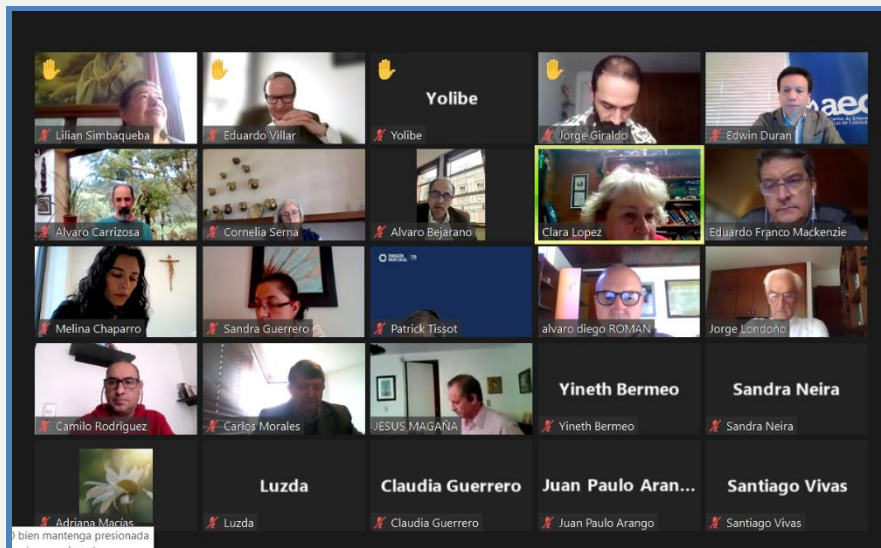 Lilian Simbaqueba
Eduardo Villar
Yolibe
Yolibe
Jorge Giraldo
aeo
Edwin Duran
Alvaro Carrizosa
Cornelia Serna
Alvaro Bejarano
Clara Lopez
Eduardo Franco Mackenzie
Melina Chaparro
Sandra Guerrero
Patrick Tissot
alvaro diego ROMAN
Jorge Londoño
Camilo Rodriguez
Carlos Morales
JESUS MAGAÑA
Yineth Bermeo
Yineth Bermeo
Sandra Neira
Sandra Neira
Adriana Macías
Luzda
Luzda
Claudia Guerrero
Claudia Guerrero
Juan Paulo Aran...
Juan Paulo Arango
Santiago Vivas
Santiago Vivas
bien mantenga presionada